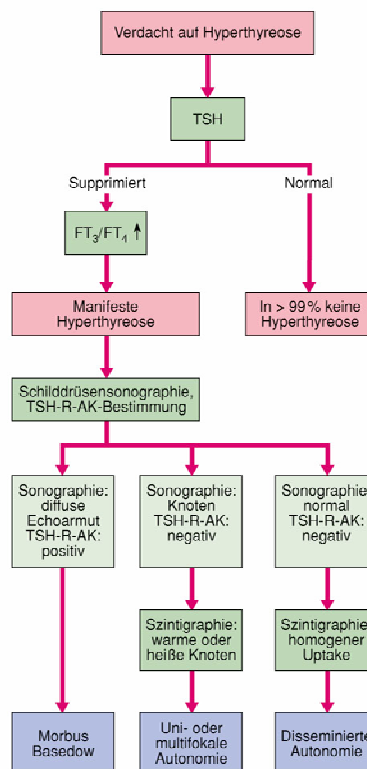 Verdacht auf Hyperthyreose
TSH
Supprimiert
Normal
FT3/FT4 ↑
Manifeste
Hyperthyreose
In > 99% keine
Hyperthyreose
Schilddrüsensonographie,
TSH-R-AK-Bestimmung
Sonographie:
diffuse
Echoarmut
TSH-R-AK:
positiv
Sonographie:
Knoten
TSH-R-AK:
negativ
Sonographie
normal
TSH-R-AK:
negativ
Szintigraphie:
warme oder
heiße Knoten
Szintigraphie
homogener
Uptake
Morbus
Basedow
Uni- oder
multifokale
Autonomie
Disseminierte
Autonomie